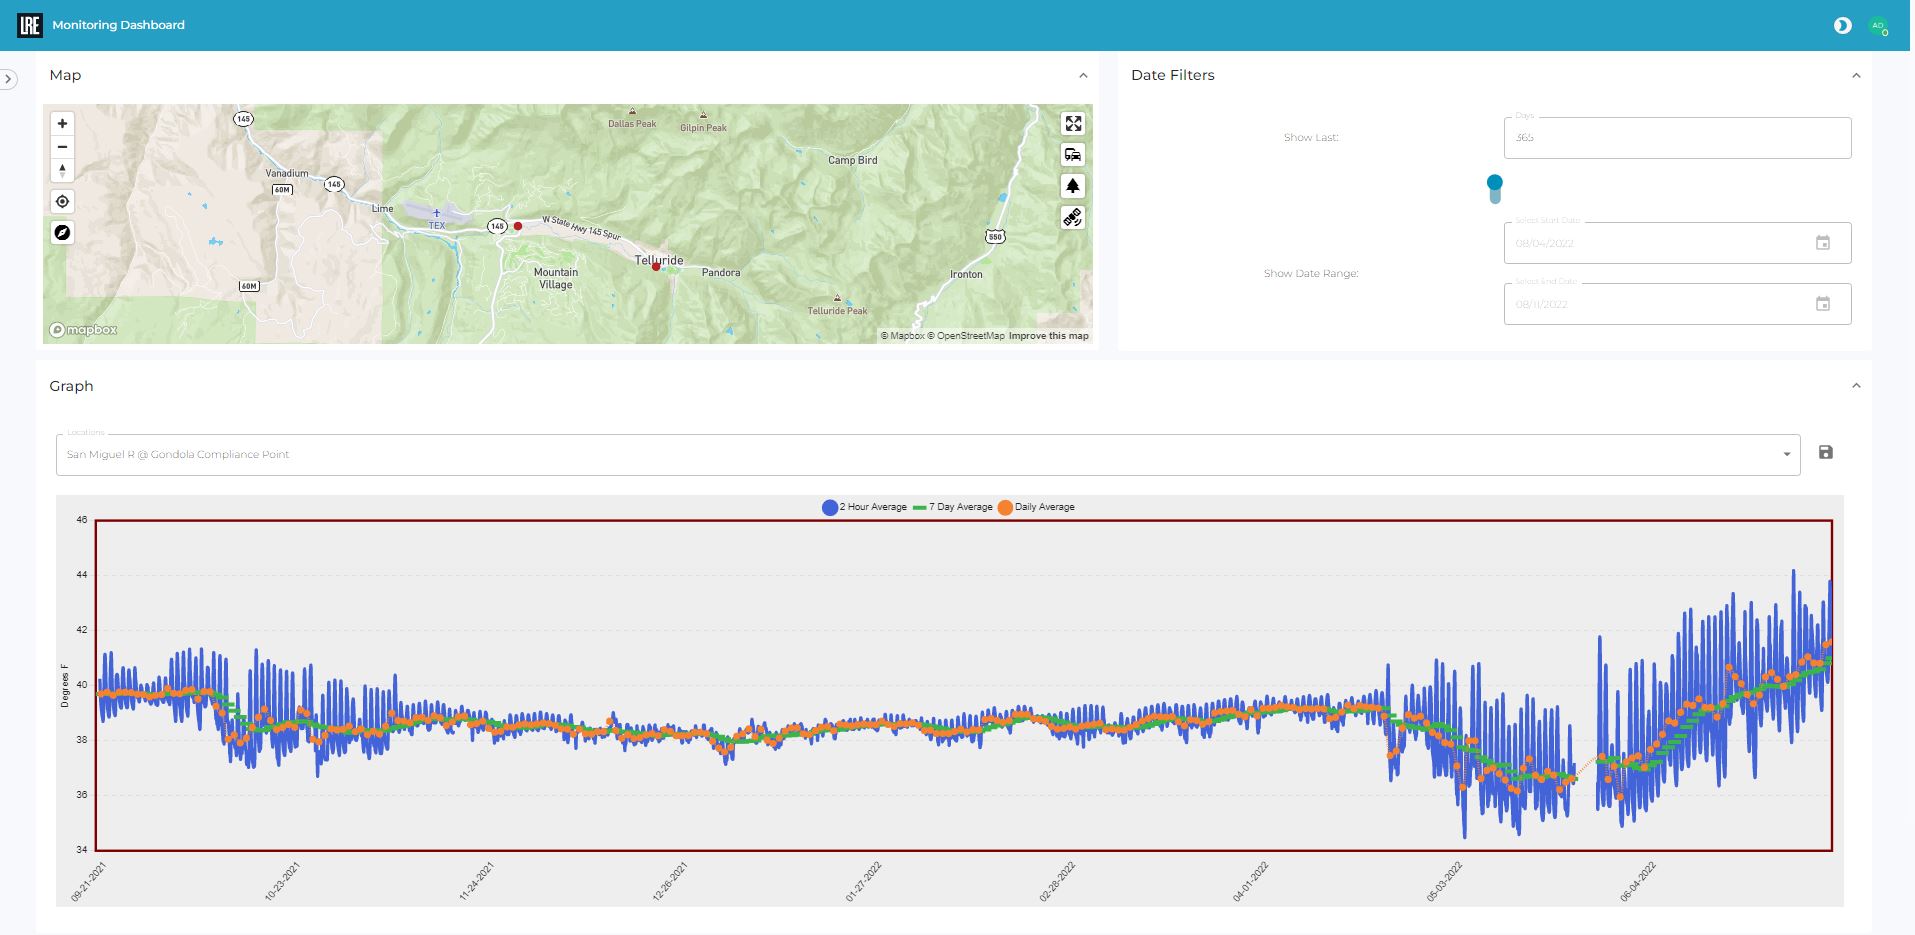 LRE Monitoring Dashboard
AD
0
Map
145
Dallas Peak
Gilpin Peak
Camp Bird
Vanadium
60M
145
Lime
TEX
145
W State Hwy 145 Spur
550
Telluride
Mountain
Village
Pandora
Ironton
60M
Telluride Peak
mapbox
© Mapbox © OpenStreetMap Improve this map
Date Filters
Show Last:
Days
365
Show Date Range:
Select Start Date
08/04/2022
Select End Date
08/11/2022
Graph
Locations
San Miguel R @ Gondola Compliance Point
2 Hour Average 7 Day Average Daily Average
46
44
42
40
38
36
34
Degrees F
09-21-2021
10-23-2021
11-24-2021
12-26-2021
01-27-2022
02-28-2022
04-01-2022
05-03-2022
06-04-2022